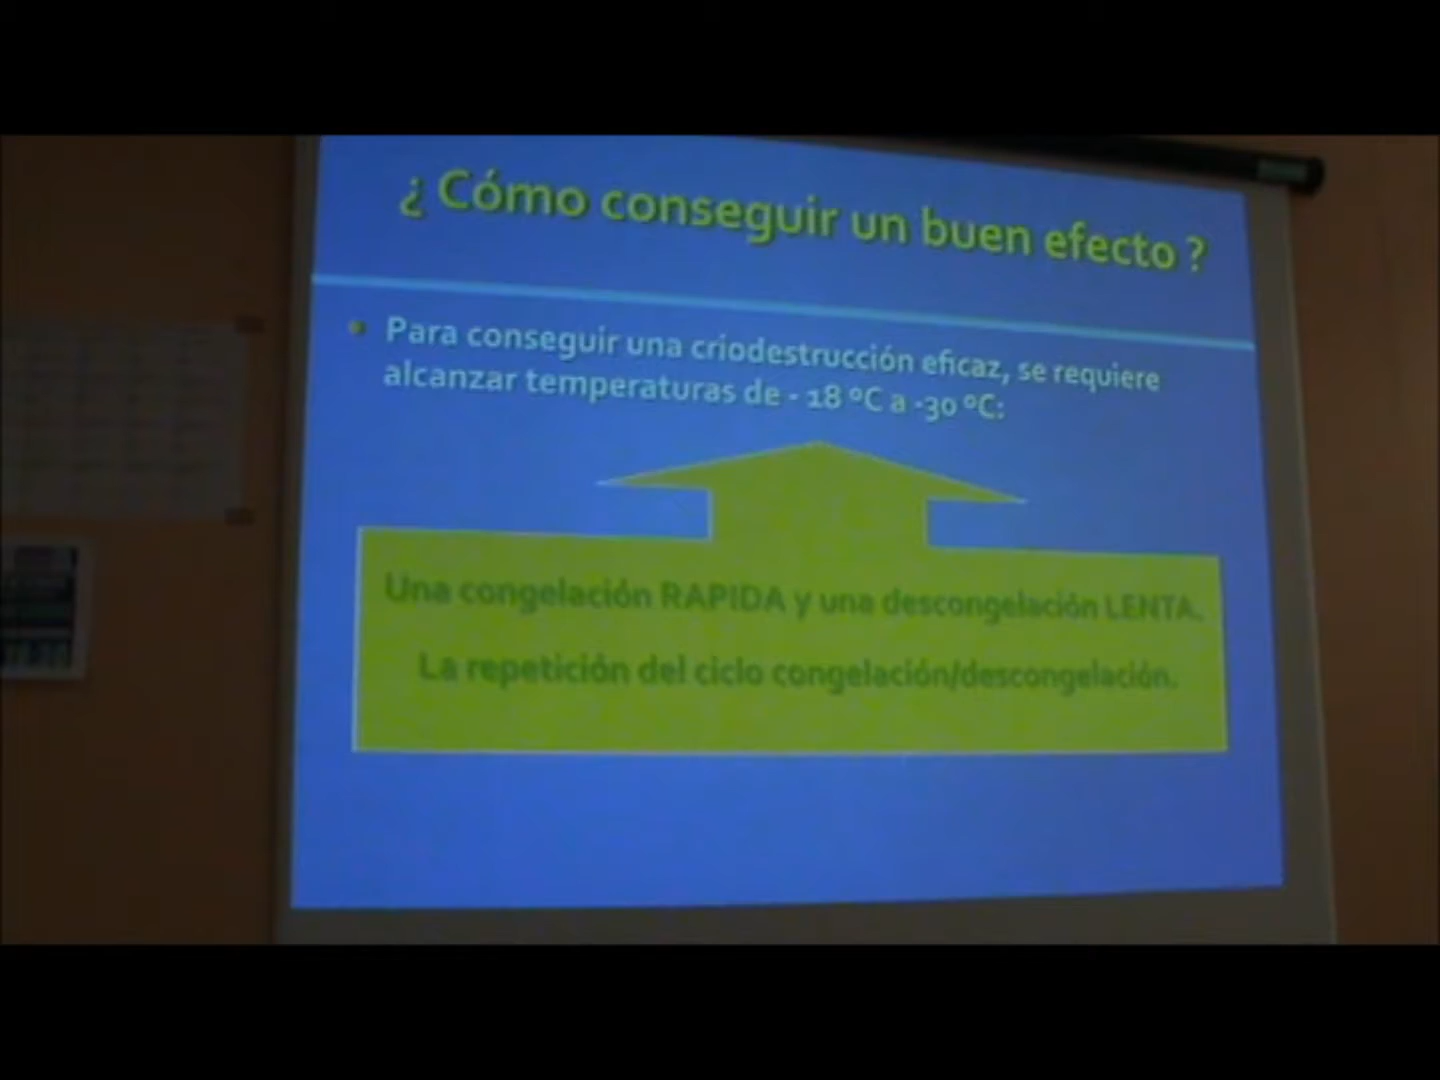 ¿ Cómo conseguir un buen efecto ?
• Para conseguir una criodestrucción eficaz, se requiere
alcanzar temperaturas de - 18 ºC a -30 ºC:
Una congelación RAPIDA y una descongelación LENTA.
La repetición del ciclo congelación/descongelación.